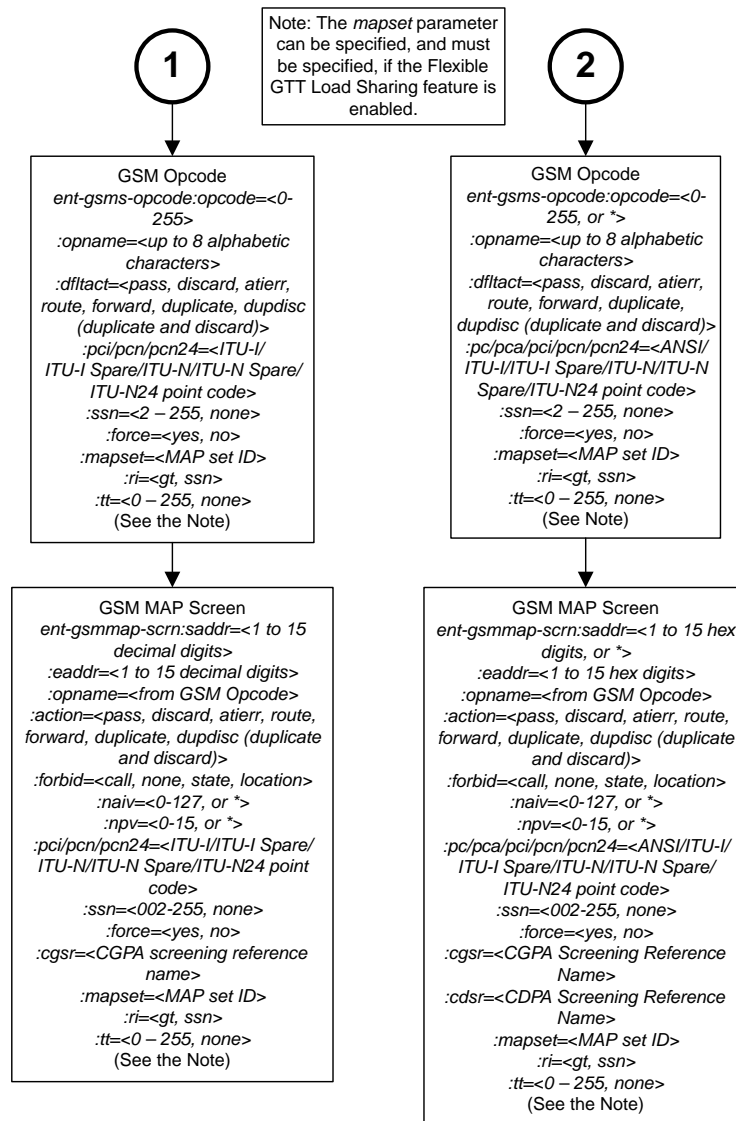 1
Note: The mapset parameter
can be specified, and must
be specified, if the Flexible
GTT Load Sharing feature is
enabled.
2
GSM Opcode
ent-gsms-opcode:opcode=<0-
255>
:opname=<up to 8 alphabetic
characters>
:dfltact=<pass, discard, atierr,
route, forward, duplicate, dupdisc
(duplicate and discard)>
:pci/pcn/pcn24=<ITU-I/
ITU-I Spare/ITU-N/ITU-N Spare/
ITU-N24 point code>
:ssn=<2 – 255, none>
:force=<yes, no>
:mapset=<MAP set ID>
:ri=<gt, ssn>
:tt=<0 – 255, none>
(See the Note)
GSM Opcode
ent-gsms-opcode:opcode=<0-
255, or *>
:opname=<up to 8 alphabetic
characters>
:dfltact=<pass, discard, atierr,
route, forward, duplicate,
dupdisc (duplicate and discard)>
:pc/pca/pci/pcn/pcn24=<ANSI/
ITU-I/ITU-I Spare/ITU-N/ITU-N
Spare/ITU-N24 point code>
:ssn=<2 – 255, none>
:force=<yes, no>
:mapset=<MAP set ID>
:ri=<gt, ssn>
:tt=<0 – 255, none>
(See Note)
GSM MAP Screen
ent-gsmmap-scrn:saddr=<1 to 15
decimal digits>
:eaddr=<1 to 15 decimal digits>
:opname=<from GSM Opcode>
:action=<pass, discard, atierr, route,
forward, duplicate, dupdisc (duplicate
and discard)>
:forbid=<call, none, state, location>
:naiv=<0-127, or *>
:npv=<0-15, or *>
:pci/pcn/pcn24=<ITU-I/ITU-I Spare/
ITU-N/ITU-N Spare/ITU-N24 point
code>
:ssn=<002-255, none>
:force=<yes, no>
:cgsr=<CGPA screening reference
name>
:mapset=<MAP set ID>
:ri=<gt, ssn>
:tt=<0 – 255, none>
(See the Note)
GSM MAP Screen
ent-gsmmap-scrn:saddr=<1 to 15 hex
digits, or *>
:eaddr=<1 to 15 hex digits>
:opname=<from GSM Opcode>
:action=<pass, discard, atierr, route,
forward, duplicate, dupdisc (duplicate
and discard)>
:forbid=<call, none, state, location>
:naiv=<0-127, or *>
:npv=<0-15, or *>
:pc/pca/pci/pcn/pcn24=<ANSI/ITU-I/
ITU-I Spare/ITU-N/ITU-N Spare/
ITU-N24 point code>
:ssn=<002-255, none>
:force=<yes, no>
:cgsr=<CGPA Screening Reference
Name>
:cdsr=<CDPA Screening Reference
Name>
:mapset=<MAP set ID>
:ri=<gt, ssn>
:tt=<0 – 255, none>
(See the Note)